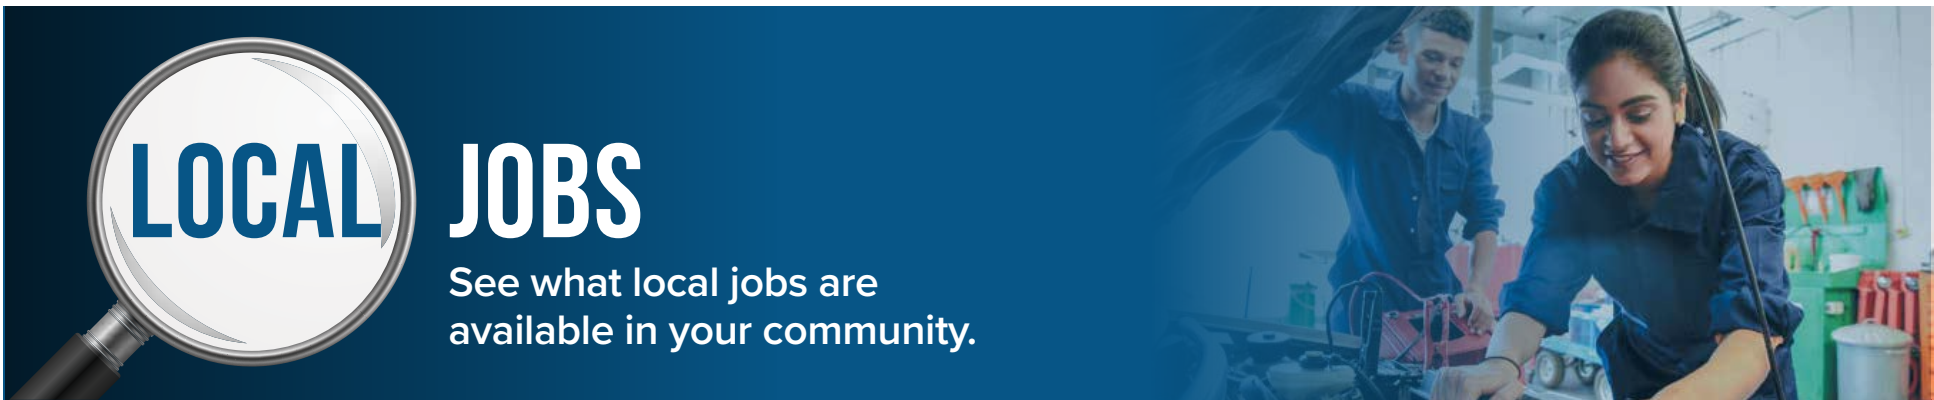 LOCAL JOBS
See what local jobs are
available in your community.